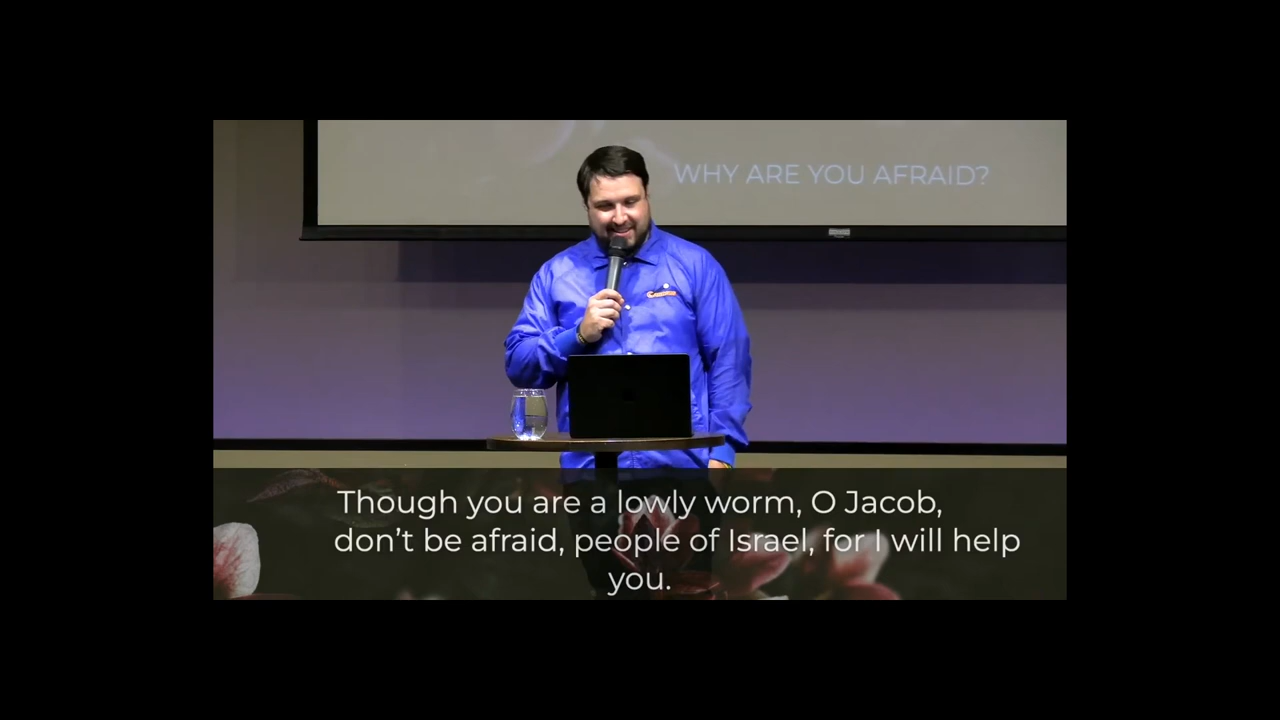 WHY ARE YOU AFRAID?
Though you are a lowly worm, O Jacob,
don’t be afraid, people of Israel, for I will help
you.